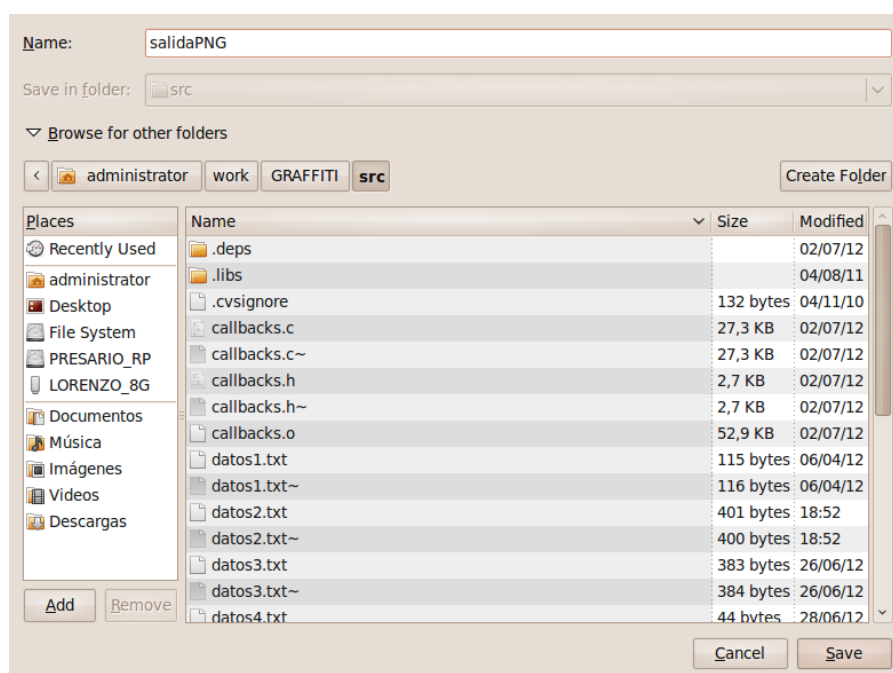 Name: salidaPNG
Save in folder: src
Browse for other folders
administrator work GRAFFITI src Create Folder
Places
Recently Used
administrator
Desktop
File System
PRESARIO_RP
LORENZO_8G
Documentos
Música
Imágenes
Videos
Descargas
Add Remove
Name Size Modified
.deps 02/07/12
.libs 04/08/11
.cvsignore 132 bytes 04/11/10
callbacks.c 27,3 KB 02/07/12
callbacks.c~ 27,3 KB 02/07/12
callbacks.h 2,7 KB 02/07/12
callbacks.h~ 2,7 KB 02/07/12
callbacks.o 52,9 KB 02/07/12
datos1.txt 115 bytes 06/04/12
datos1.txt~ 116 bytes 06/04/12
datos2.txt 401 bytes 18:52
datos2.txt~ 400 bytes 18:52
datos3.txt 383 bytes 26/06/12
datos3.txt~ 384 bytes 26/06/12
datos4.txt 44 bytes 28/06/12
Cancel Save